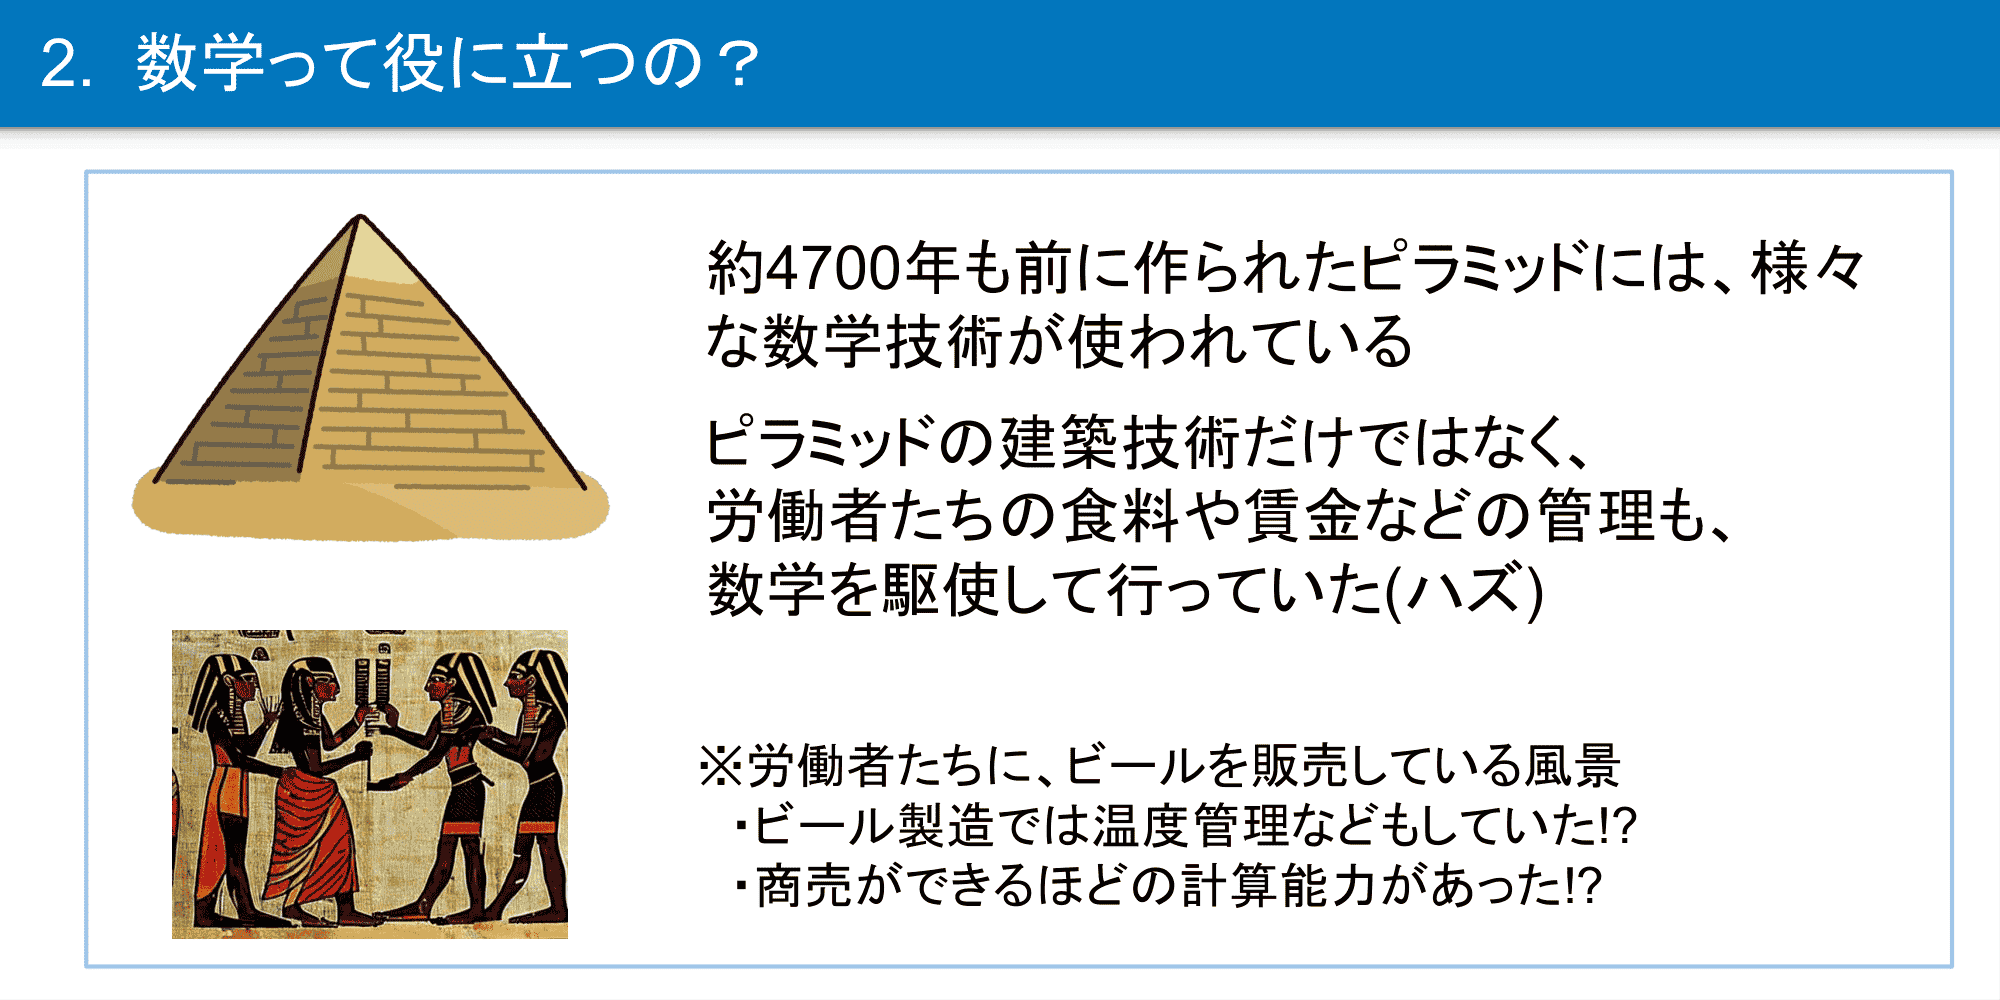 2. 数学って役に立つの？
約4700年も前に作られたピラミッドには、様々
な数学技術が使われている
ピラミッドの建築技術だけではなく、
労働者たちの食料や賃金などの管理も、
数学を駆使して行っていた(ハズ)
※労働者たちに、ビールを販売している風景
・ビール製造では温度管理などもしていた!?
・商売ができるほどの計算能力があった!?